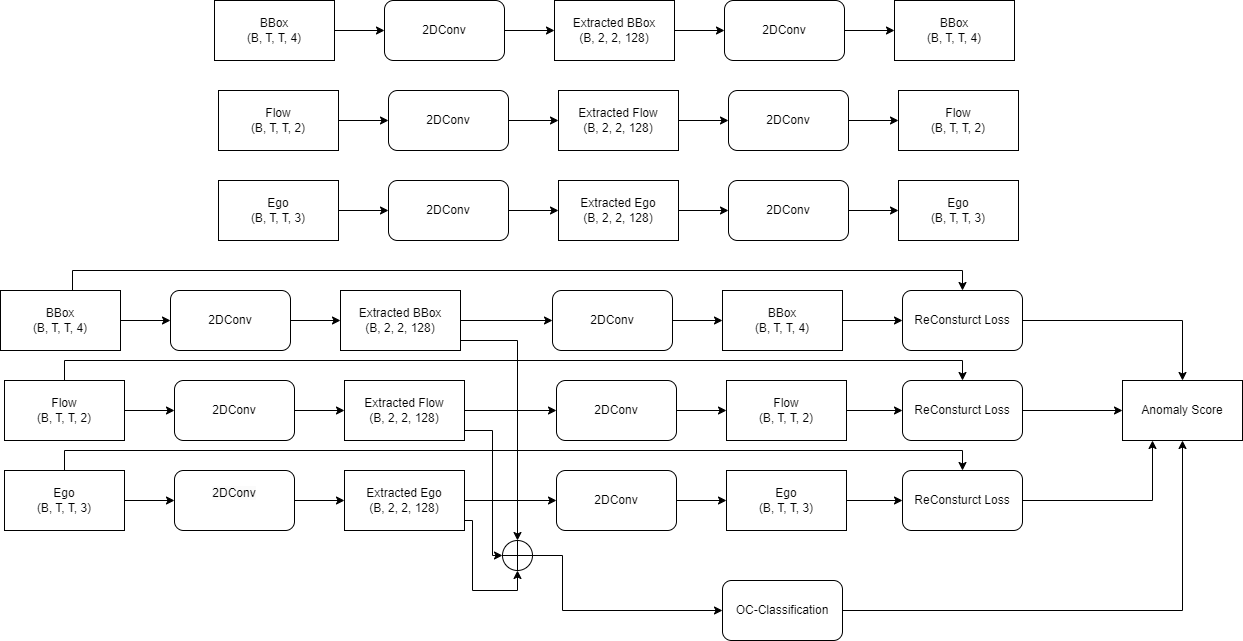 BBox
(B, T, T, 4)
2DConv
Extracted BBox
(B, 2, 2, 128)
2DConv
BBox
(B, T, T, 4)
Flow
(B, T, T, 2)
2DConv
Extracted Flow
(B, 2, 2, 128)
2DConv
Flow
(B, T, T, 2)
Ego
(B, T, T, 3)
2DConv
Extracted Ego
(B, 2, 2, 128)
2DConv
Ego
(B, T, T, 3)
BBox
(B, T, T, 4)
2DConv
Extracted BBox
(B, 2, 2, 128)
2DConv
BBox
(B, T, T, 4)
ReConsturct Loss
Flow
(B, T, T, 2)
2DConv
Extracted Flow
(B, 2, 2, 128)
2DConv
Flow
(B, T, T, 2)
ReConsturct Loss
Anomaly Score
Ego
(B, T, T, 3)
2DConv
Extracted Ego
(B, 2, 2, 128)
2DConv
Ego
(B, T, T, 3)
ReConsturct Loss
OC-Classification